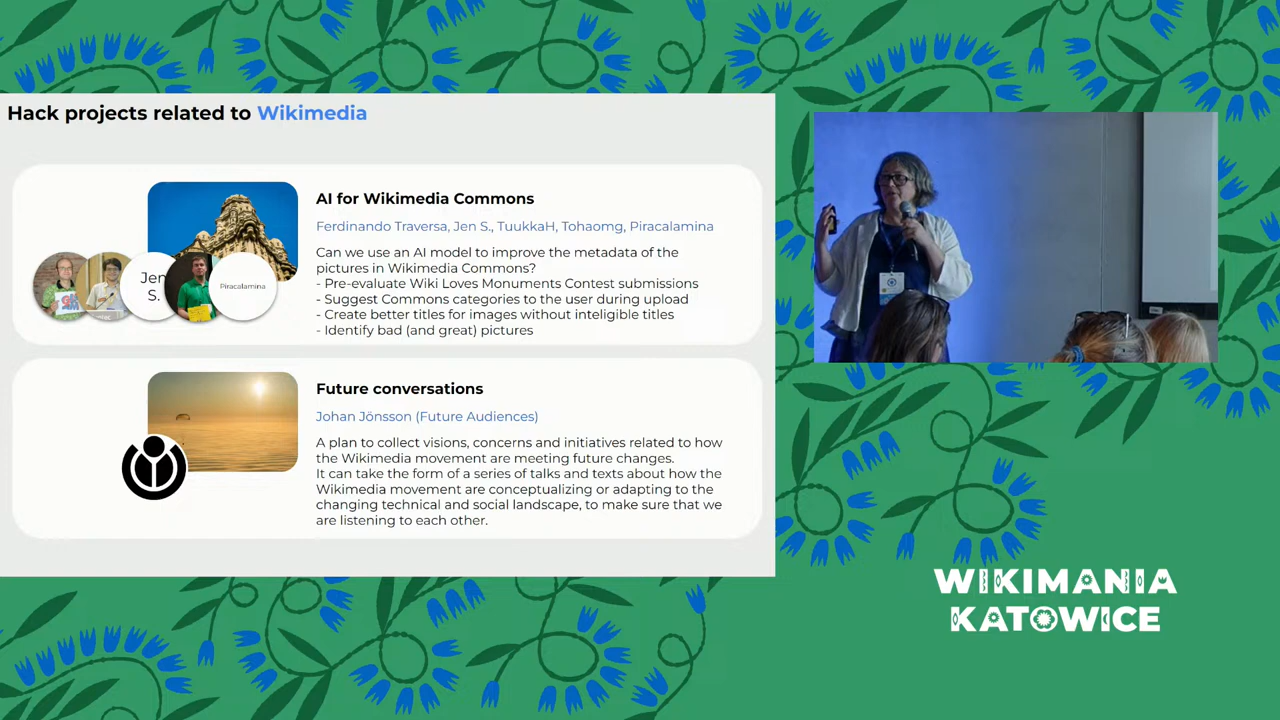 Hack projects related to Wikimedia
AI for Wikimedia Commons
Ferdinando Traversa, Jen S., TuukkaH, Tohaomg, Piracalamina
Can we use an AI model to improve the metadata of the
pictures in Wikimedia Commons?
- Pre-evaluate Wiki Loves Monuments Contest submissions
- Suggest Commons categories to the user during upload
- Create better titles for images without inteligible titles
- Identify bad (and great) pictures
Jen
S.
Piracalamina
Future conversations
Johan Jönsson (Future Audiences)
A plan to collect visions, concerns and initiatives related to how
the Wikimedia movement are meeting future changes.
It can take the form of a series of talks and texts about how the
Wikimedia movement are conceptualizing or adapting to the
changing technical and social landscape, to make sure that we
are listening to each other.
WIKIMANIA
KATOWICE